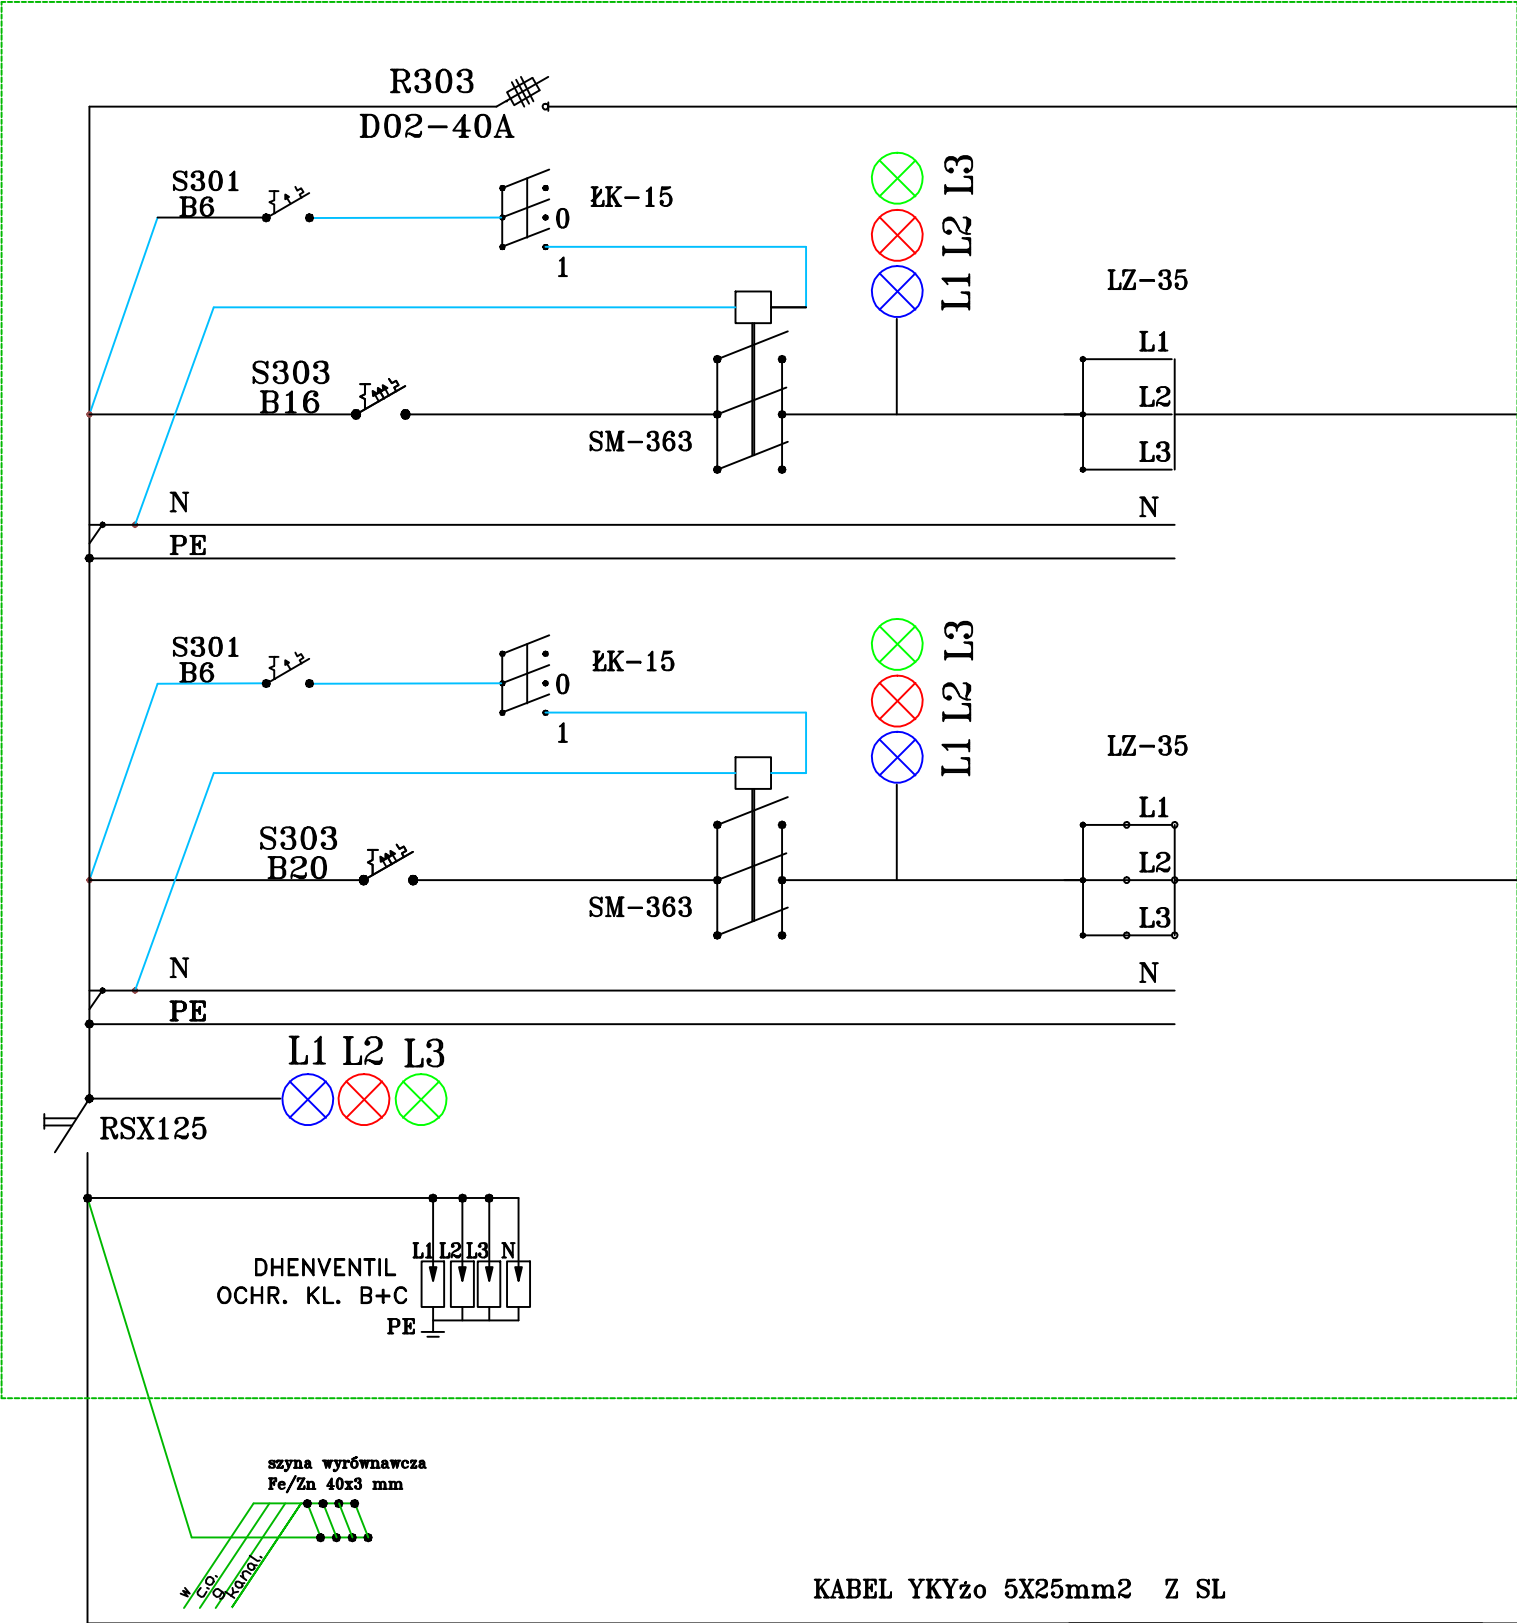 R303
D02-40A
S301
B6
ŁK-15
0
1
L3
L2
L1
LZ-35
S303
B16
SM-363
L1
L2
L3
N
N
PE
S301
B6
ŁK-15
0
1
L3
L2
L1
LZ-35
S303
B20
SM-363
L1
L2
L3
N
N
PE
L1 L2 L3
RSX125
L1 L2 L3 N
DHENVENTIL
OCHR. KL. B+C
PE
szyna wyrównawcza
Fe/Zn 40x3 mm
w
c.o.
g
kanal.
KABEL YKYżo 5X25mm2 Z SL